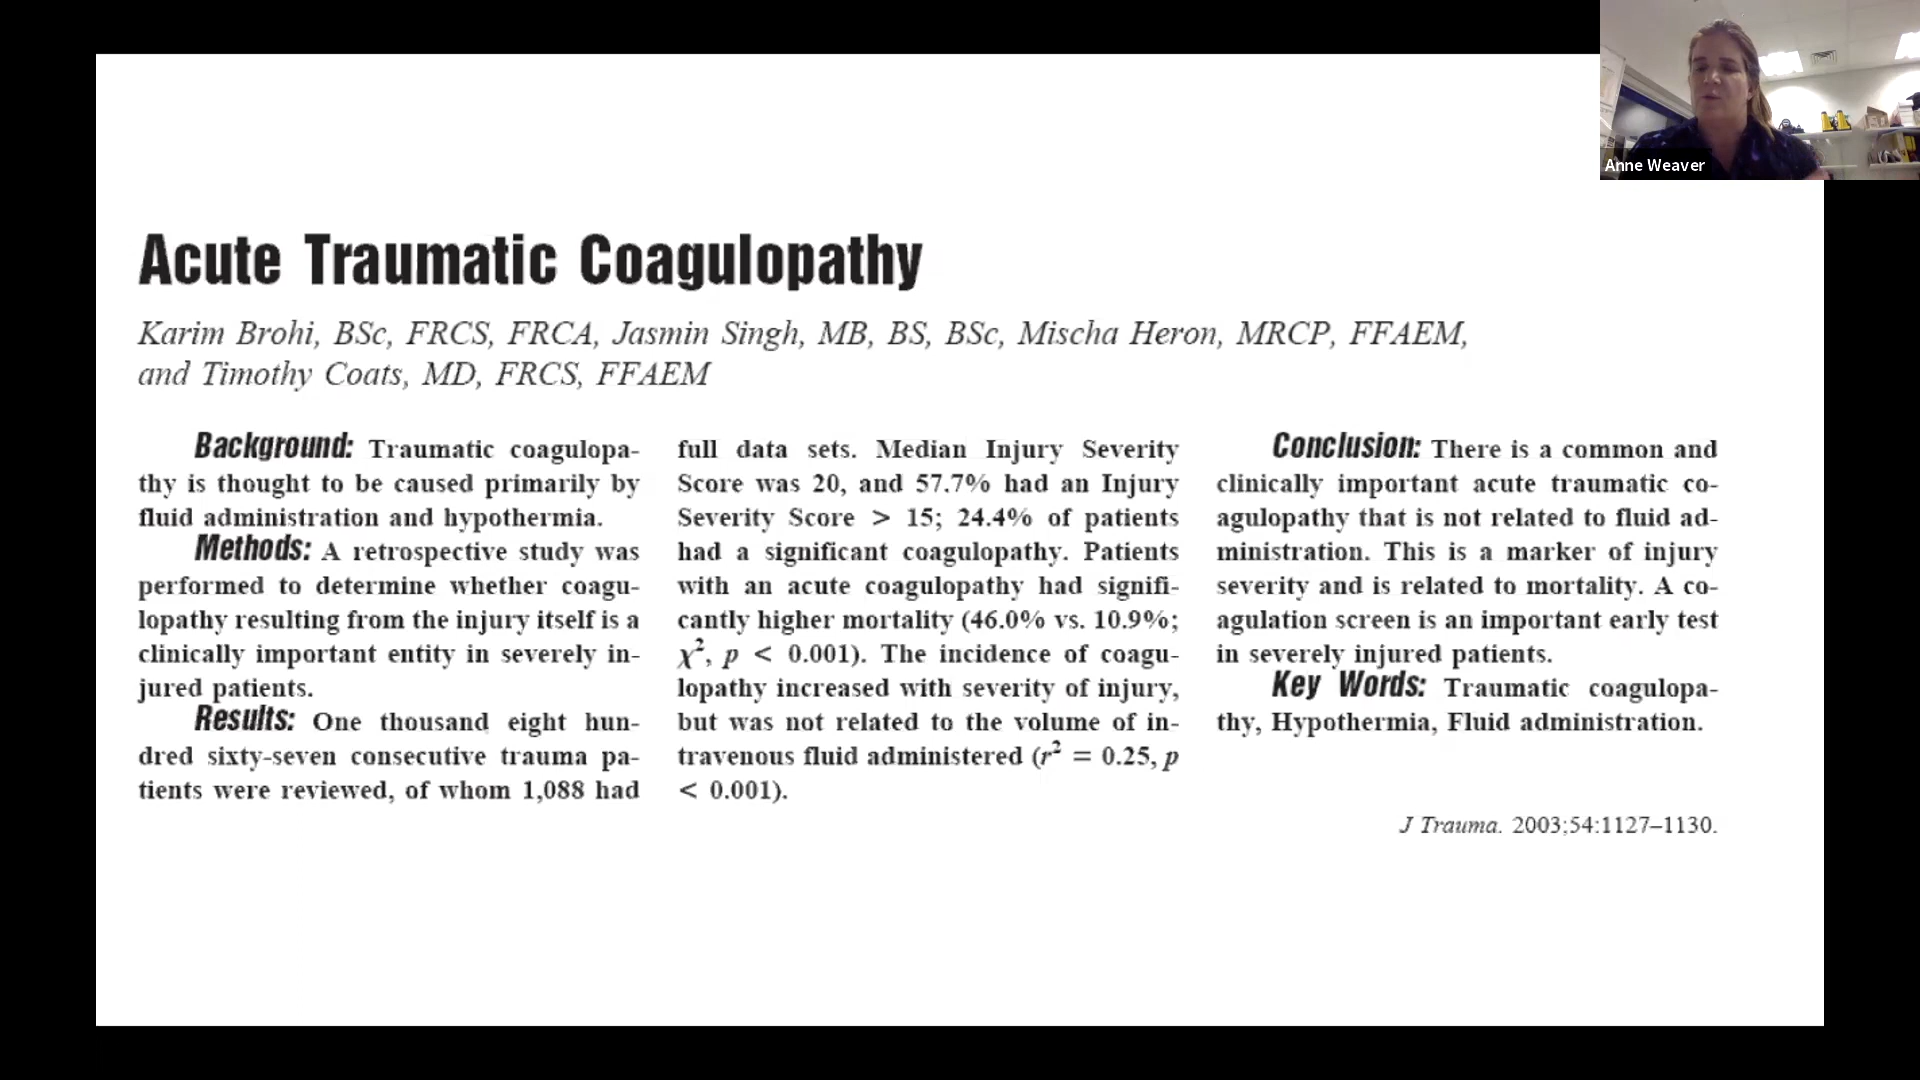 Anne Weaver
Acute Traumatic Coagulopathy
Karim Brohi, BSc, FRCS, FRCA, Jasmin Singh, MB, BS, BSc, Mischa Heron, MRCP, FFAEM,
and Timothy Coats, MD, FRCS, FFAEM
Background: Traumatic coagulopa-
thy is thought to be caused primarily by
fluid administration and hypothermia.
Methods: A retrospective study was
performed to determine whether coagu-
lopathy resulting from the injury itself is a
clinically important entity in severely in-
jured patients.
Results: One thousand eight hun-
dred sixty-seven consecutive trauma pa-
tients were reviewed, of whom 1,088 had
full data sets. Median Injury Severity
Score was 20, and 57.7% had an Injury
Severity Score > 15; 24.4% of patients
had a significant coagulopathy. Patients
with an acute coagulopathy had signifi-
cantly higher mortality (46.0% vs. 10.9%;
χ², p < 0.001). The incidence of coagu-
lopathy increased with severity of injury,
but was not related to the volume of in-
travenous fluid administered (r² = 0.25, p
< 0.001).
Conclusion: There is a common and
clinically important acute traumatic co-
agulopathy that is not related to fluid ad-
ministration. This is a marker of injury
severity and is related to mortality. A co-
agulation screen is an important early test
in severely injured patients.
Key Words: Traumatic coagulopa-
thy, Hypothermia, Fluid administration.
J Trauma. 2003;54:1127–1130.